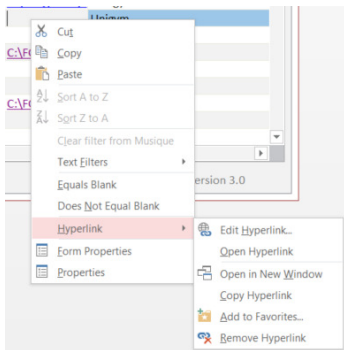 Unigym
Cut
Copy
C:\F
Paste
Sort A to Z
C:\F
Sort Z to A
Clear filter from Musique
Text Filters
Equals Blank
ersion 3.0
Does Not Equal Blank
Hyperlink
Edit Hyperlink...
Form Properties
Open Hyperlink
Properties
Open in New Window
Copy Hyperlink
Add to Favorites...
Remove Hyperlink